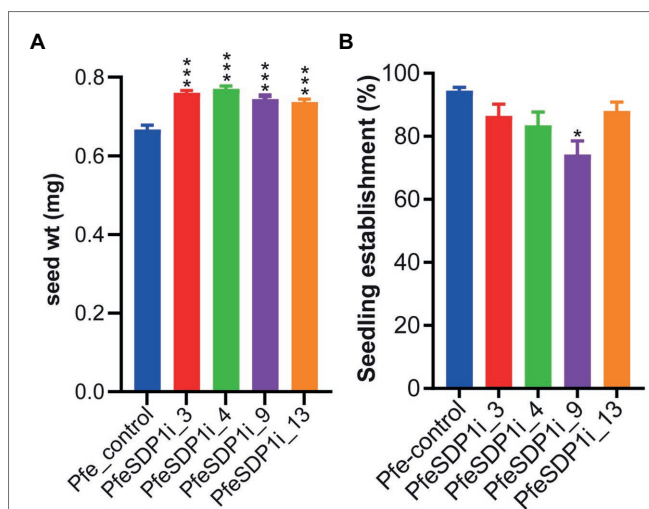 A
seed wt (mg)
0.8
0.6
0.4
0.2
0.0
***
***
***
***
Pfe_control
PfeSDP1i_3
PfeSDP1i_4
PfeSDP1i_9
PfeSDP1i_13
B
Seedling establishment (%)
100
80
60
40
20
0
*
Pfe-control
PfeSDP1i_3
PfeSDP1i_4
PfeSDP1i_9
PfeSDP1i_13